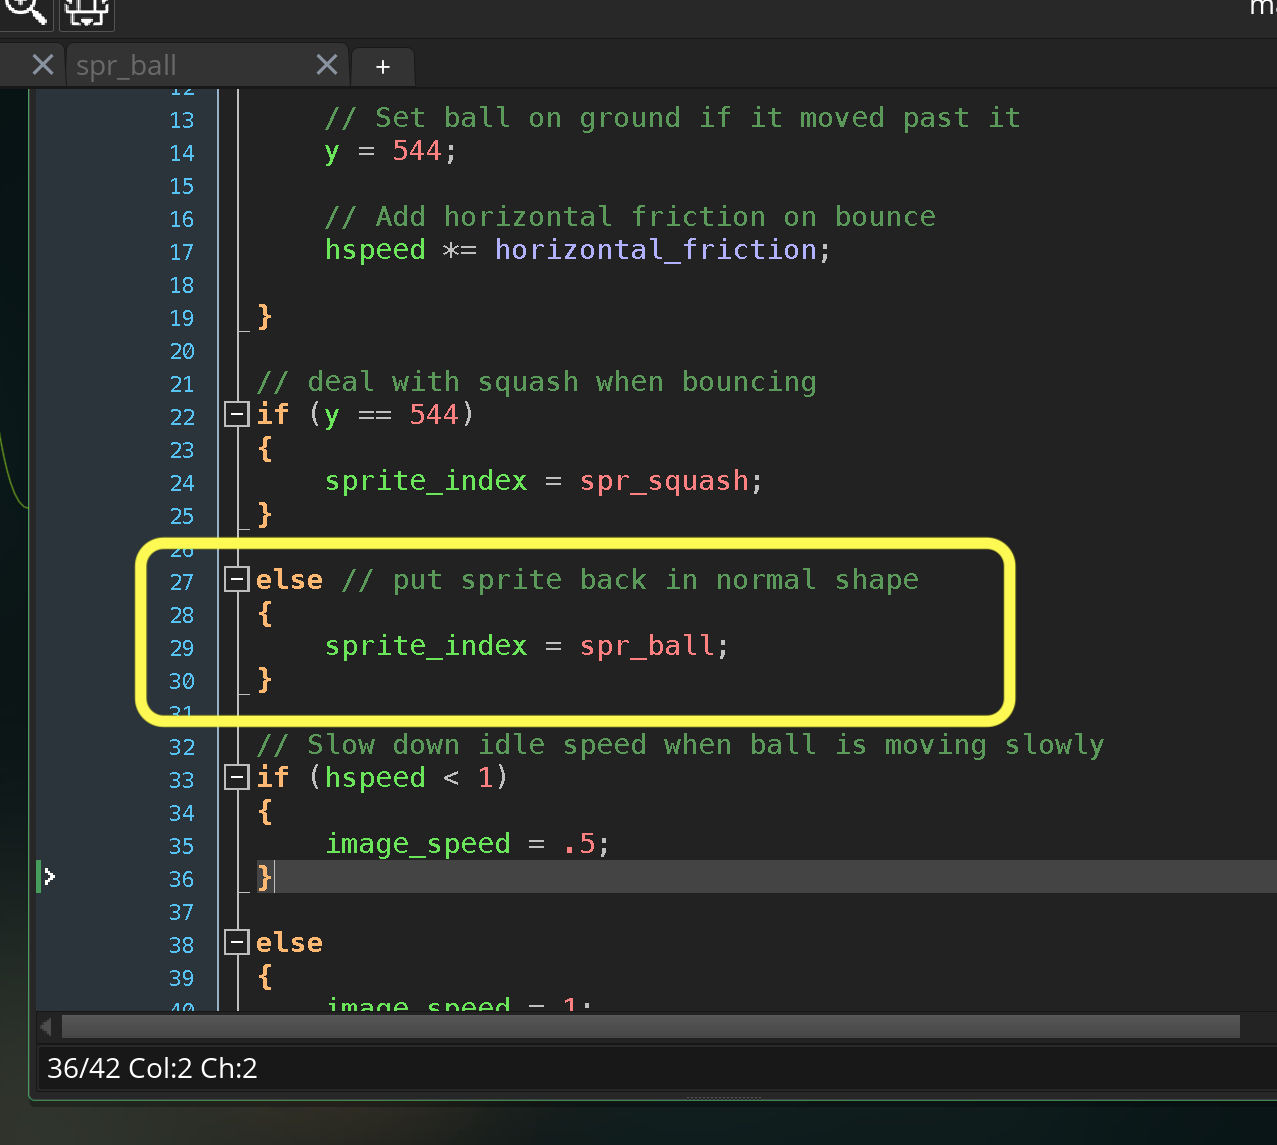 spr_ball +
12
13 // Set ball on ground if it moved past it
14 y = 544;
15
16 // Add horizontal friction on bounce
17 hspeed *= horizontal_friction;
18
19 }
20
21 // deal with squash when bouncing
22 if (y == 544)
23 {
24 sprite_index = spr_squash;
25 }
26
27 else // put sprite back in normal shape
28 {
29 sprite_index = spr_ball;
30 }
31
32 // Slow down idle speed when ball is moving slowly
33 if (hspeed < 1)
34 {
35 image_speed = .5;
36 }
37
38 else
39 {
40 image_speed = 1;
36/42 Col:2 Ch:2